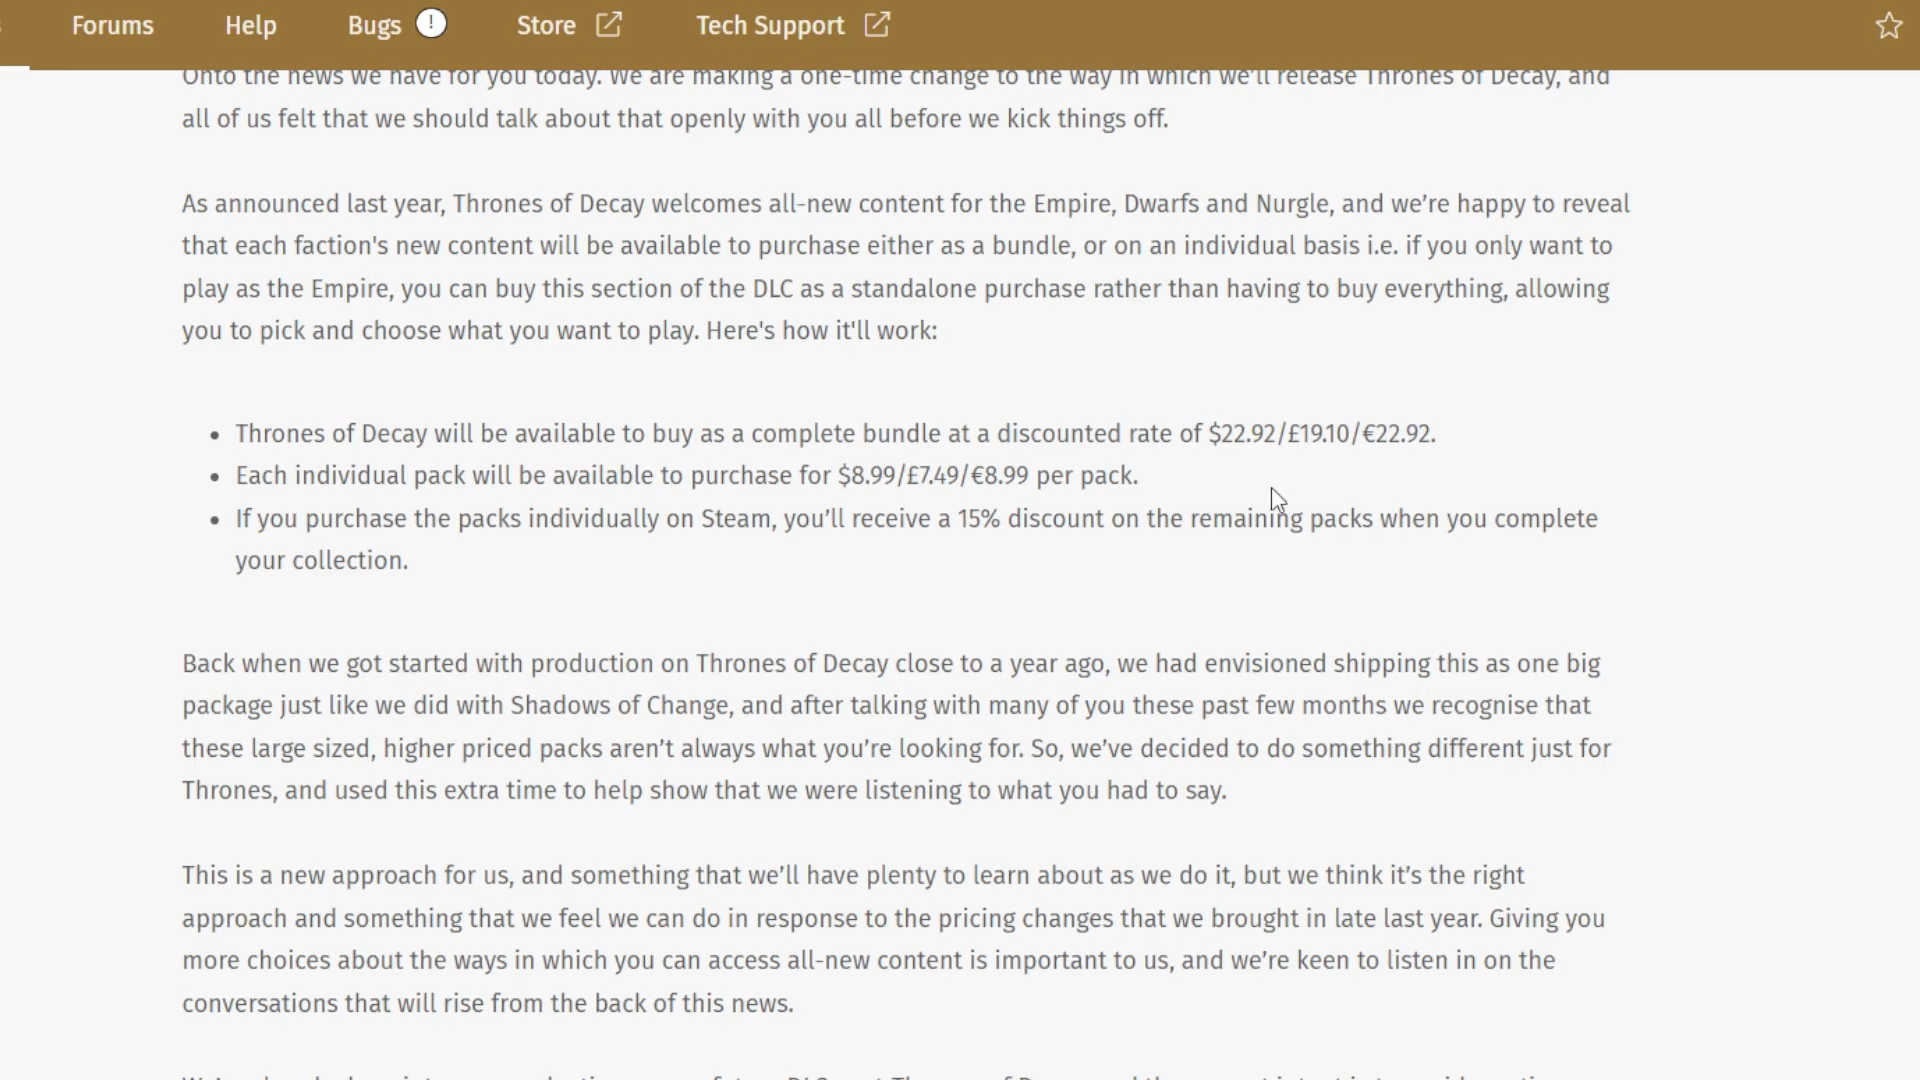 Forums Help Bugs ! Store Tech Support
Onto the news we have for you today. We are making a one-time change to the way in which we'll release Thrones of Decay, and
all of us felt that we should talk about that openly with you all before we kick things off.
As announced last year, Thrones of Decay welcomes all-new content for the Empire, Dwarfs and Nurgle, and we’re happy to reveal
that each faction's new content will be available to purchase either as a bundle, or on an individual basis i.e. if you only want to
play as the Empire, you can buy this section of the DLC as a standalone purchase rather than having to buy everything, allowing
you to pick and choose what you want to play. Here's how it'll work:
• Thrones of Decay will be available to buy as a complete bundle at a discounted rate of $22.92/£19.10/€22.92.
• Each individual pack will be available to purchase for $8.99/£7.49/€8.99 per pack.
• If you purchase the packs individually on Steam, you’ll receive a 15% discount on the remaining packs when you complete
your collection.
Back when we got started with production on Thrones of Decay close to a year ago, we had envisioned shipping this as one big
package just like we did with Shadows of Change, and after talking with many of you these past few months we recognise that
these large sized, higher priced packs aren’t always what you’re looking for. So, we’ve decided to do something different just for
Thrones, and used this extra time to help show that we were listening to what you had to say.
This is a new approach for us, and something that we’ll have plenty to learn about as we do it, but we think it’s the right
approach and something that we feel we can do in response to the pricing changes that we brought in late last year. Giving you
more choices about the ways in which you can access all-new content is important to us, and we’re keen to listen in on the
conversations that will rise from the back of this news.